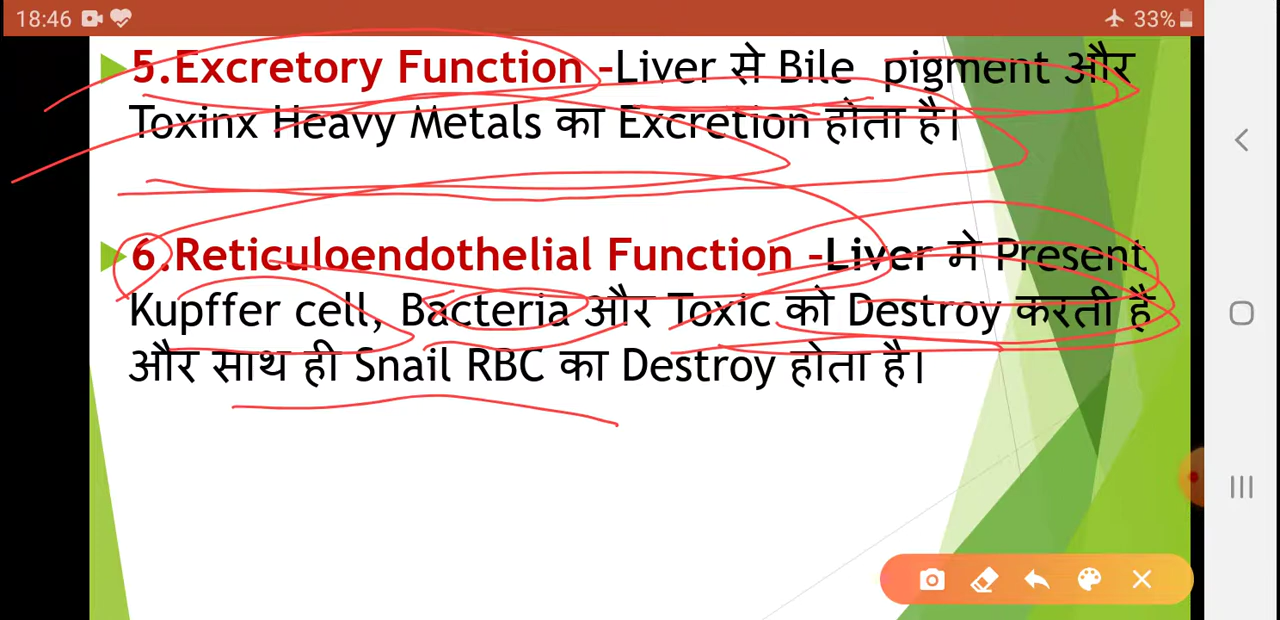 18:46 33%
5.Excretory Function -Liver से Bile pigment और
Toxinx Heavy Metals का Excretion होता है।
6.Reticuloendothelial Function -Liver मे Present
Kupffer cell, Bacteria और Toxic को Destroy करती है
और साथ ही Snail RBC का Destroy होता है।